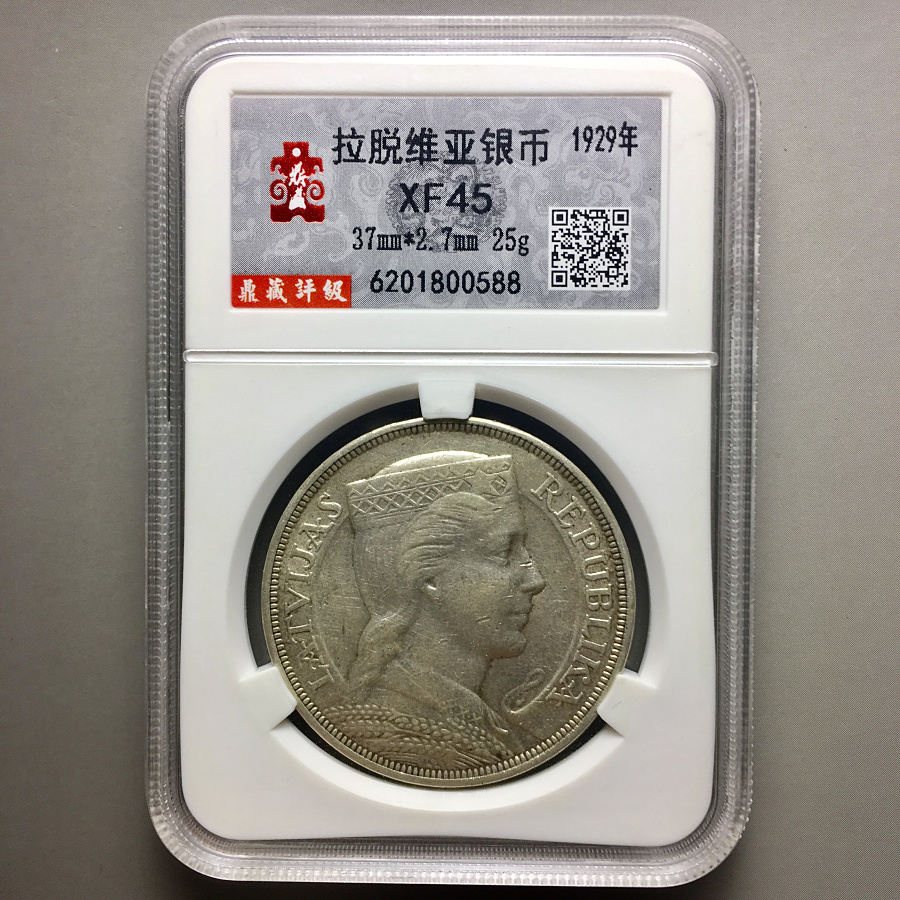 拉脱维亚银币 1929年
XF45
37mm*2.7mm 25g
鼎藏評級 6201800588
LATVIJAS REPUBLIKA